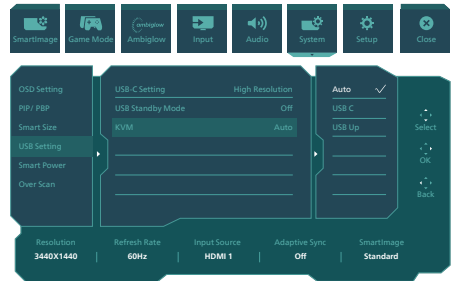 SmartImage
Game Mode
ambiglow
Ambiglow
Input
Audio
System
Setup
Close
OSD Setting
PIP/ PBP
Smart Size
USB Setting
Smart Power
Over Scan
USB-C Setting High Resolution
USB Standby Mode Off
KVM Auto
Auto
USB C
USB Up
Select
OK
Back
Resolution Refresh Rate Input Source Adaptive Sync SmartImage
3440X1440 | 60Hz | HDMI 1 | Off | Standard